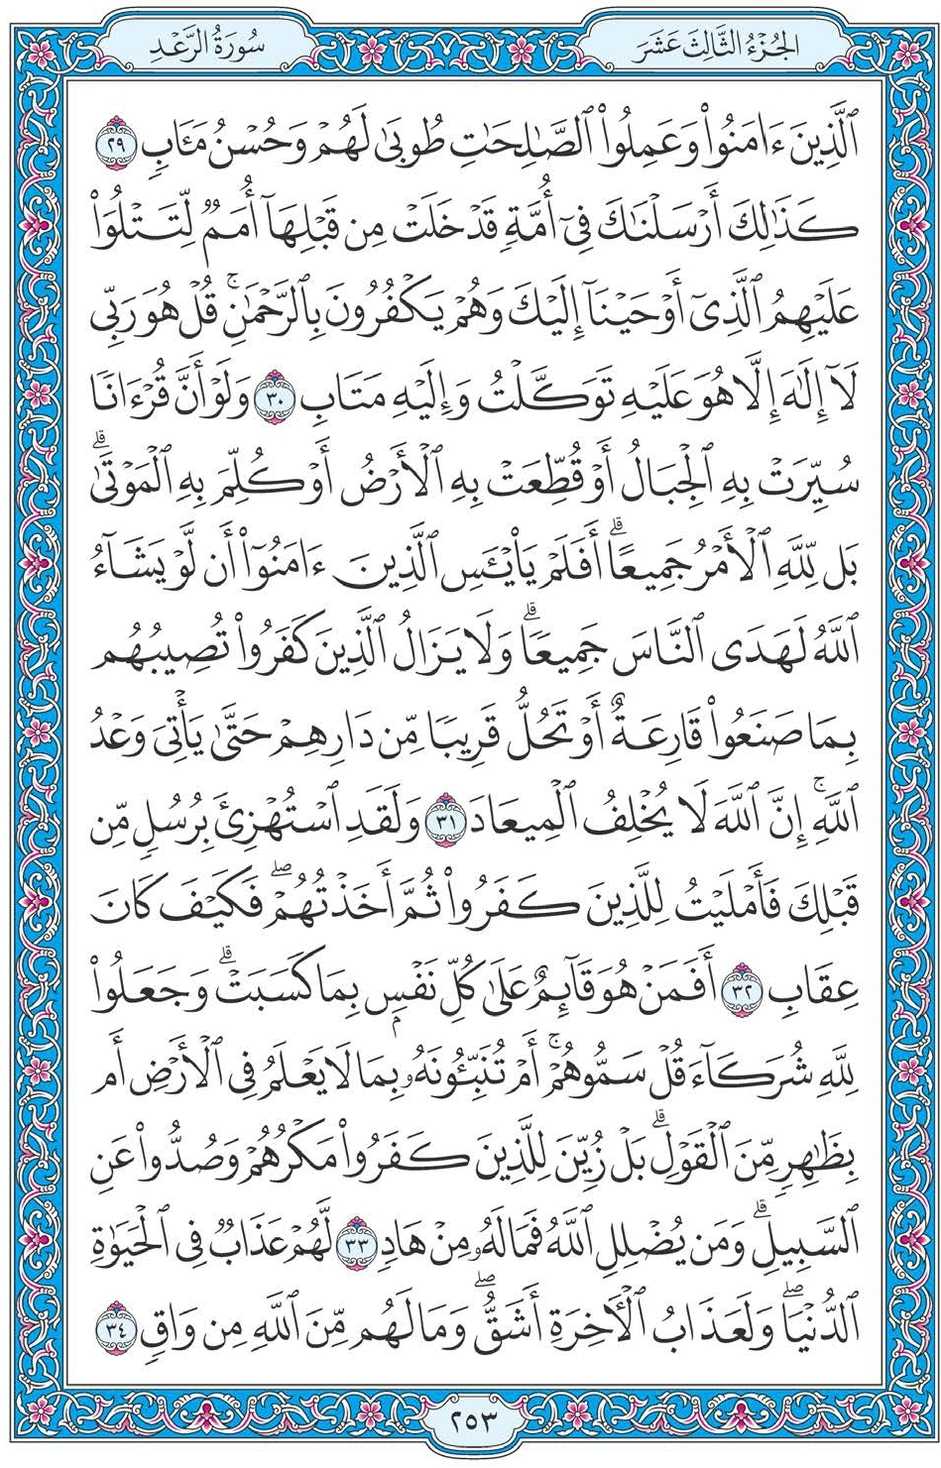 سُورَةُ الرَّعْدِ
الجُزْءُ الثَّالِثَ عَشَرَ
ٱلَّذِينَ ءَامَنُوا۟ وَعَمِلُوا۟ ٱلصَّٰلِحَٰتِ طُوبَىٰ لَهُمْ وَحُسْنُ مَـَٔابٍ ٢٩
كَذَٰلِكَ أَرْسَلْنَٰكَ فِىٓ أُمَّةٍ قَدْ خَلَتْ مِن قَبْلِهَآ أُمَمٌ لِّتَتْلُوَا۟
عَلَيْهِمُ ٱلَّذِىٓ أَوْحَيْنَآ إِلَيْكَ وَهُمْ يَكْفُرُونَ بِٱلرَّحْمَٰنِ ۚ قُلْ هُوَ رَبِّى
لَآ إِلَٰهَ إِلَّا هُوَ عَلَيْهِ تَوَكَّلْتُ وَإِلَيْهِ مَتَابِ ٣٠ وَلَوْ أَنَّ قُرْءَانًا
سُيِّرَتْ بِهِ ٱلْجِبَالُ أَوْ قُطِّعَتْ بِهِ ٱلْأَرْضُ أَوْ كُلِّمَ بِهِ ٱلْمَوْتَىٰ ۗ
بَل لِّلَّهِ ٱلْأَمْرُ جَمِيعًا ۗ أَفَلَمْ يَا۟يْـَٔسِ ٱلَّذِينَ ءَامَنُوٓا۟ أَن لَّوْ يَشَآءُ
ٱللَّهُ لَهَدَى ٱلنَّاسَ جَمِيعًا ۗ وَلَا يَزَالُ ٱلَّذِينَ كَفَرُوا۟ تُصِيبُهُم
بِمَا صَنَعُوا۟ قَارِعَةٌ أَوْ تَحُلُّ قَرِيبًا مِّن دَارِهِمْ حَتَّىٰ يَأْتِىَ وَعْدُ
ٱللَّهِ ۚ إِنَّ ٱللَّهَ لَا يُخْلِفُ ٱلْمِيعَادَ ٣١ وَلَقَدِ ٱسْتُهْزِئَ بِرُسُلٍ مِّن
قَبْلِكَ فَأَمْلَيْتُ لِلَّذِينَ كَفَرُوا۟ ثُمَّ أَخَذْتُهُمْ ۖ فَكَيْفَ كَانَ
عِقَابِ ٣٢ أَفَمَنْ هُوَ قَآئِمٌ عَلَىٰ كُلِّ نَفْسٍۭ بِمَا كَسَبَتْ ۗ وَجَعَلُوا۟
لِلَّهِ شُرَكَآءَ قُلْ سَمُّوهُمْ ۚ أَمْ تُنَبِّـُٔونَهُۥ بِمَا لَا يَعْلَمُ فِى ٱلْأَرْضِ أَم
بِظَٰهِرٍ مِّنَ ٱلْقَوْلِ ۗ بَلْ زُيِّنَ لِلَّذِينَ كَفَرُوا۟ مَكْرُهُمْ وَصُدُّوا۟ عَنِ
ٱلسَّبِيلِ ۗ وَمَن يُضْلِلِ ٱللَّهُ فَمَا لَهُۥ مِنْ هَادٍ ٣٣ لَّهُمْ عَذَابٌ فِى ٱلْحَيَوٰةِ
ٱلدُّنْيَا ۖ وَلَعَذَابُ ٱلْـَٔاخِرَةِ أَشَقُّ ۖ وَمَا لَهُم مِّنَ ٱللَّهِ مِن وَاقٍ ٣٤
٢٥٣